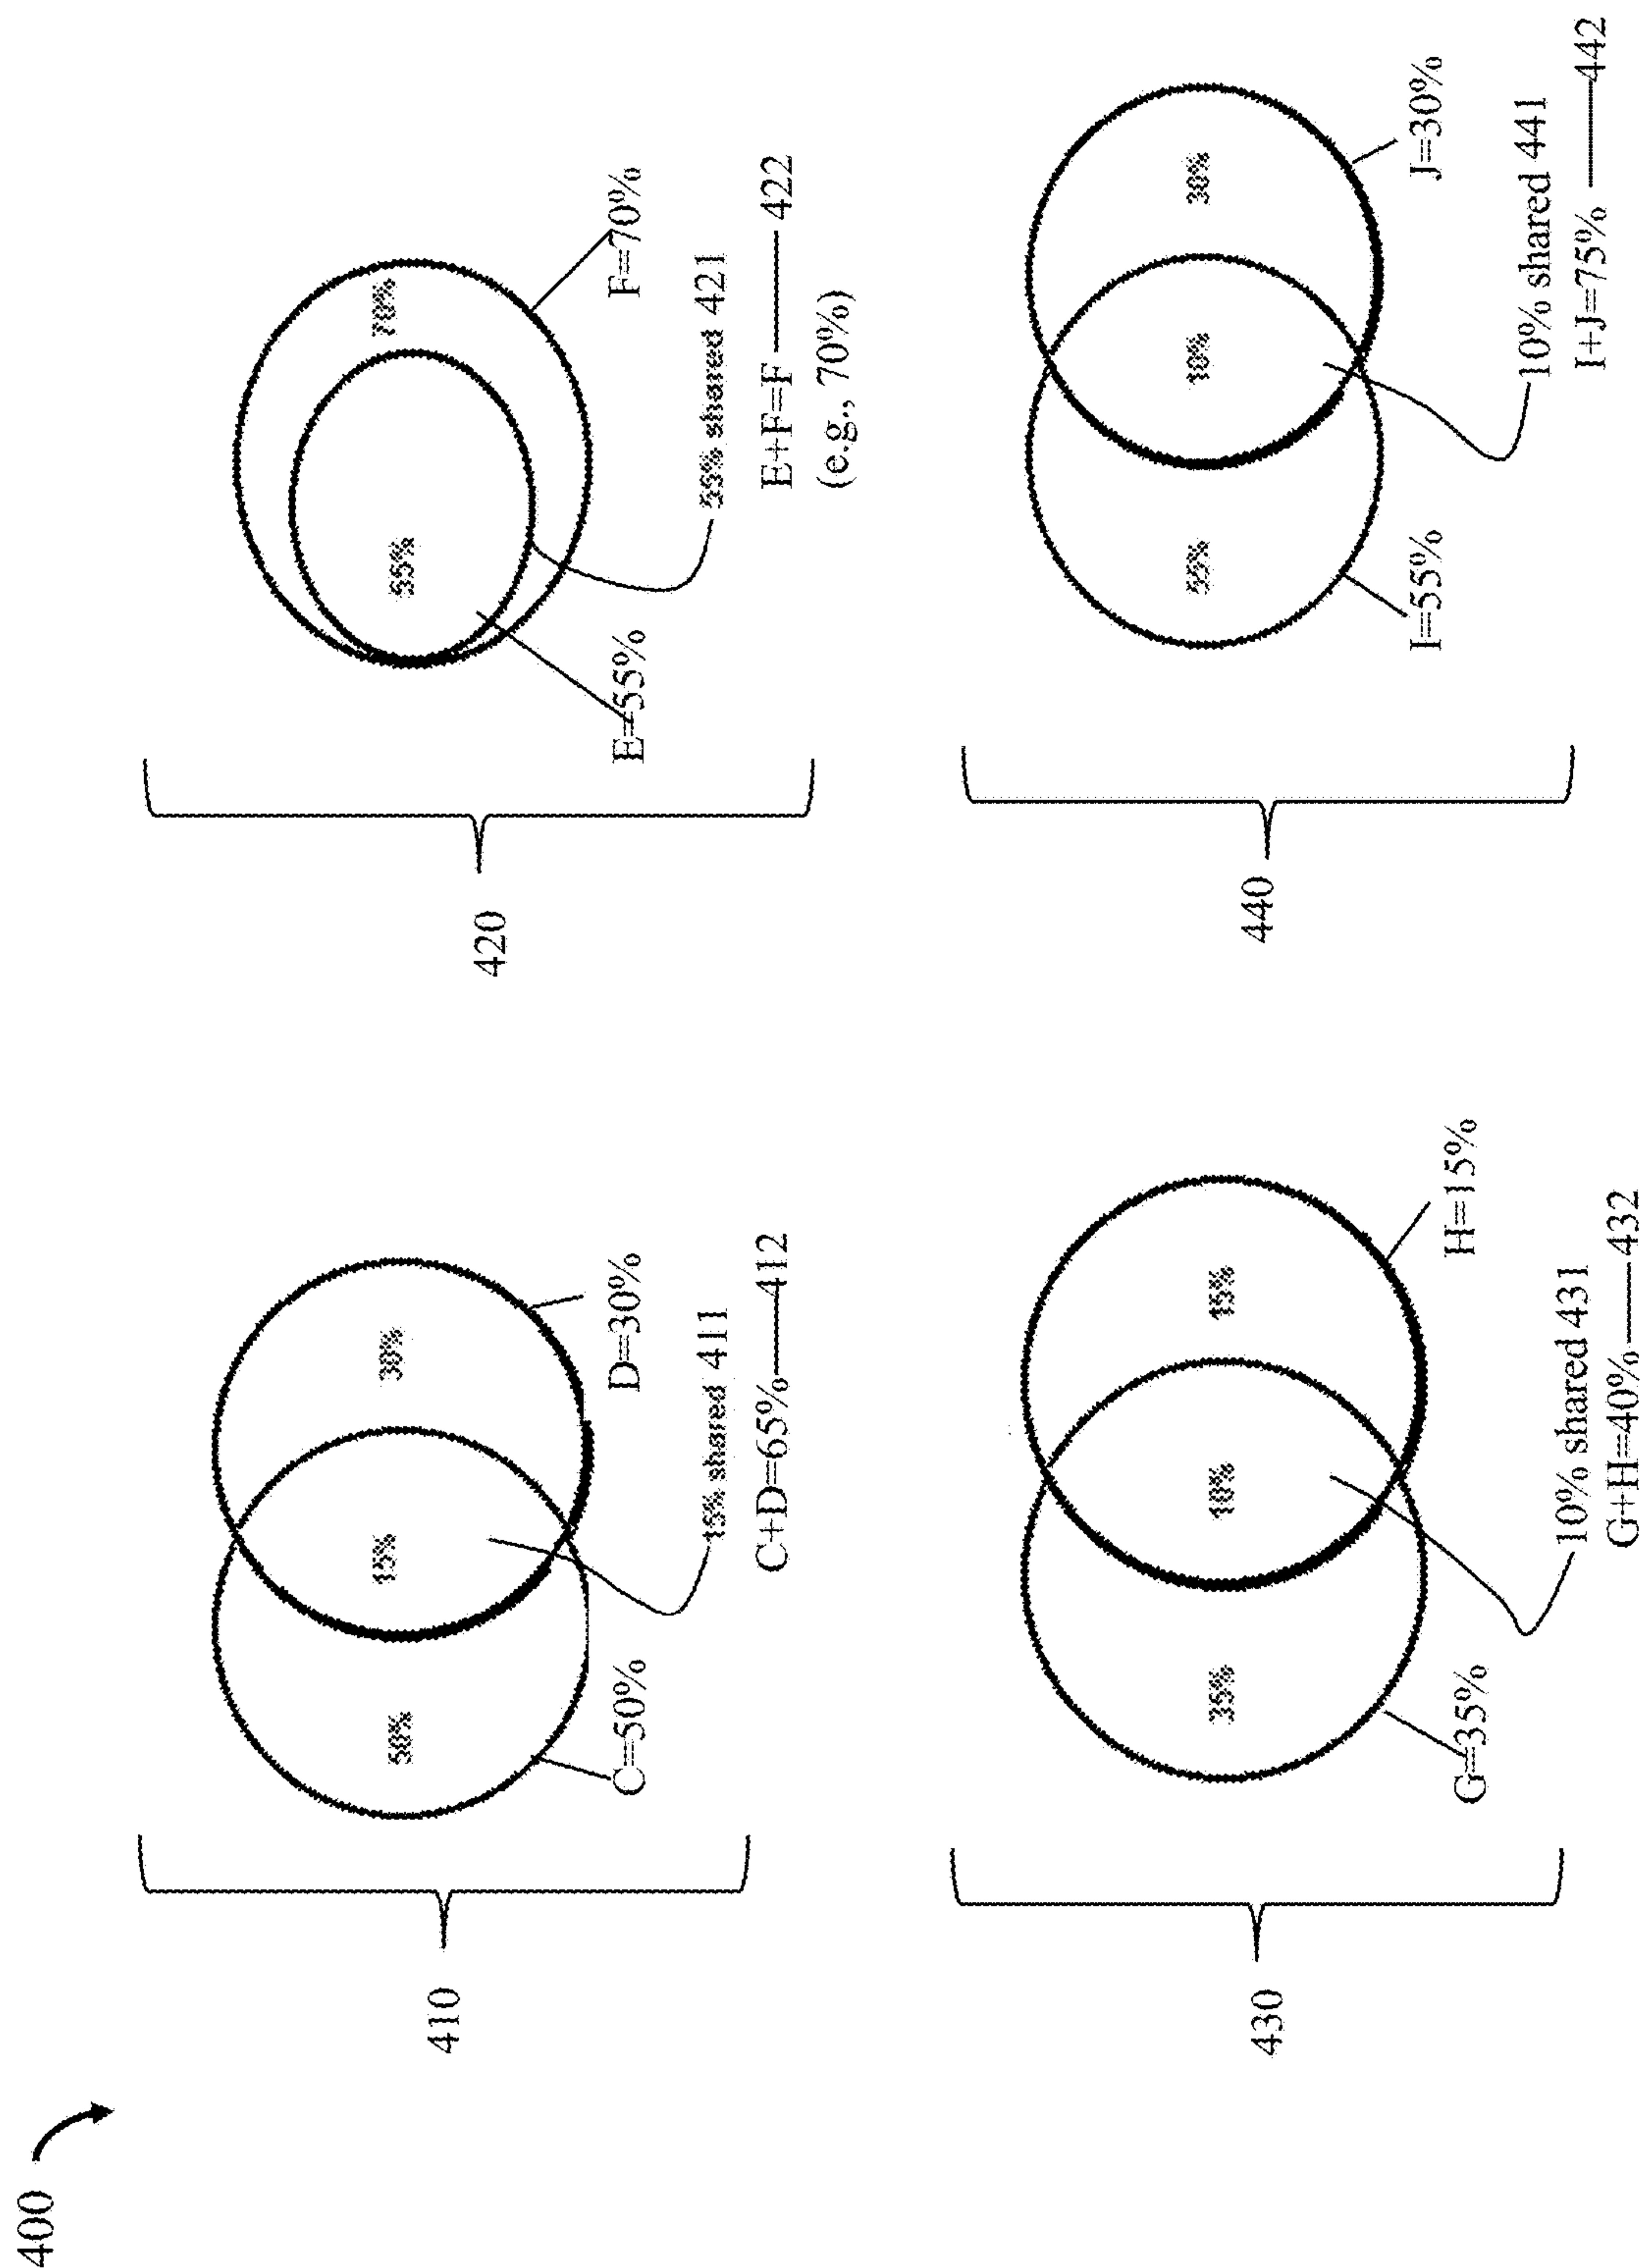 400
410
50%
15%
30%
C=50%
D=30%
15% shared 411
C+D=65% 412
420
55%
70%
E=55%
F=70%
55% shared 421
E+F=F 422
(e.g., 70%)
430
35%
10%
15%
G=35%
H=15%
10% shared 431
G+H=40% 432
440
55%
10%
30%
I=55%
J=30%
10% shared 441
I+J=75% 442